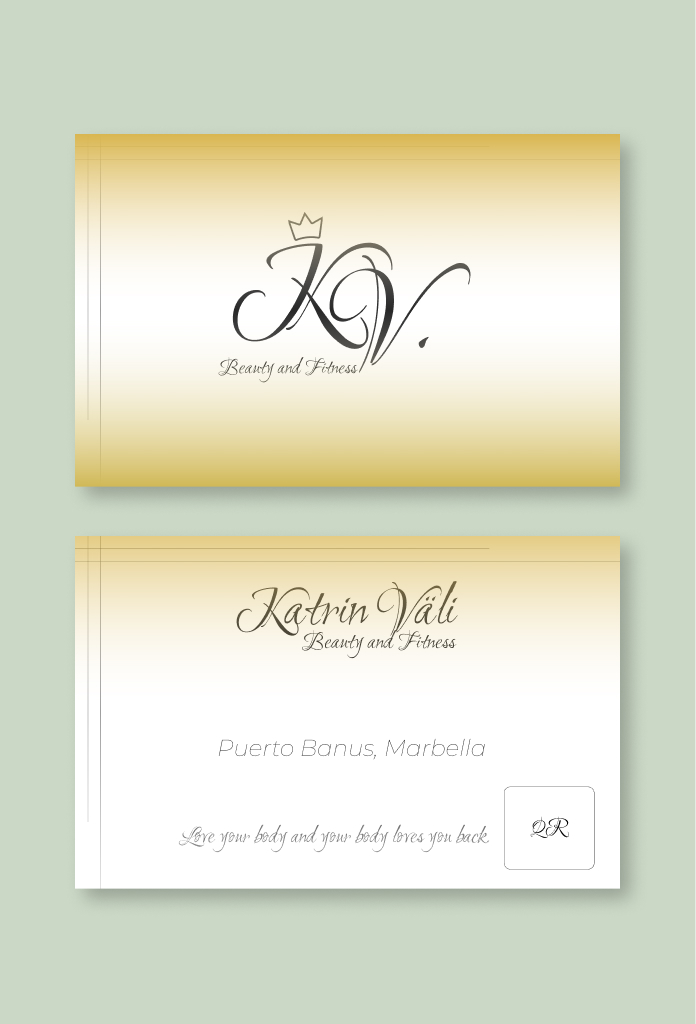 KV.
Beauty and Fitness
Katrin Väli
Beauty and Fitness
Puerto Banus, Marbella
Love your body and your body loves you back
QR